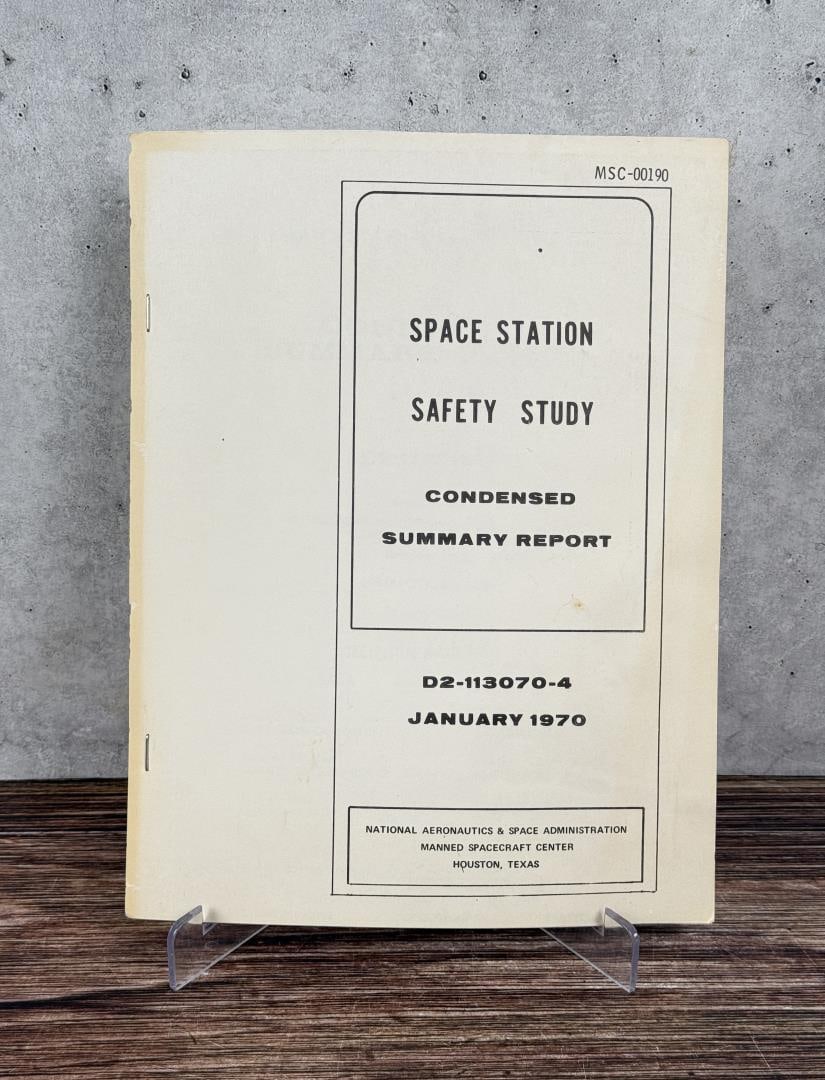 MSC-00190
SPACE STATION
SAFETY STUDY
CONDENSED
SUMMARY REPORT
D2-113070-4
JANUARY 1970
NATIONAL AERONAUTICS & SPACE ADMINISTRATION
MANNED SPACECRAFT CENTER
HOUSTON, TEXAS